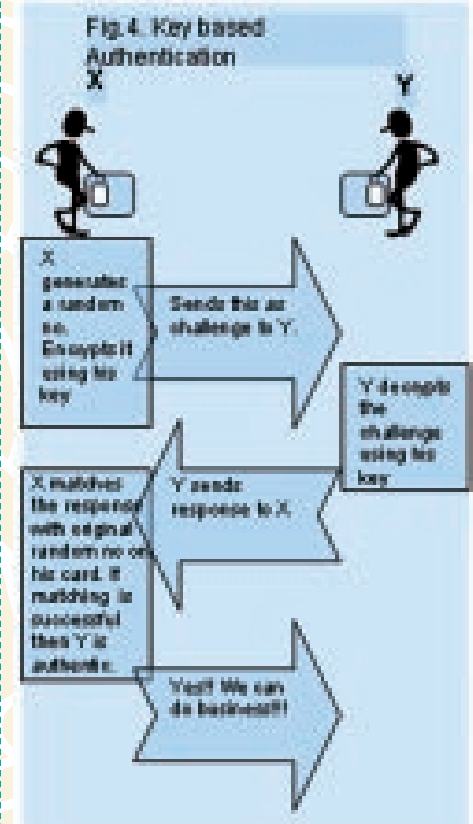 Fig.4. Key based
Authentication
X
Y
X
generates
a random
no.
Encrypts it
using his
key
Sends this as
challenge to Y.
Y decrypts
the
challenge
using his
key
Y sends
response to X
X matches
the response
with original
random no on
his card. If
matching is
successful
then Y is
authentic.
Yes!! We can
do business!!!